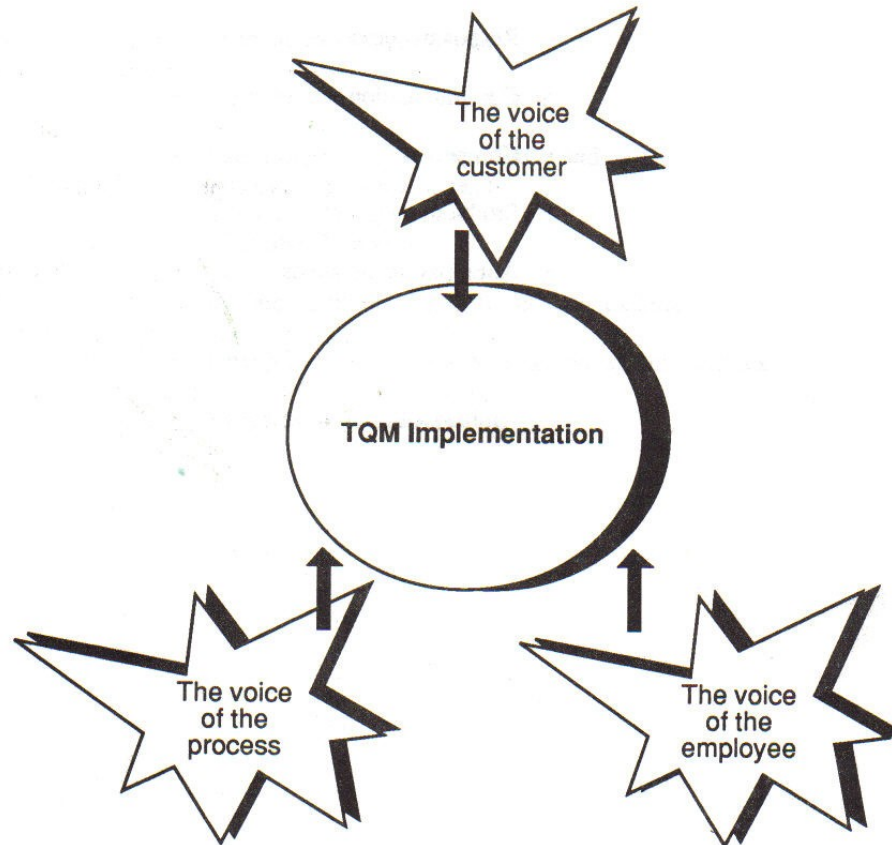 The voice
of the
customer
TQM Implementation
The voice
of the
process
The voice
of the
employee